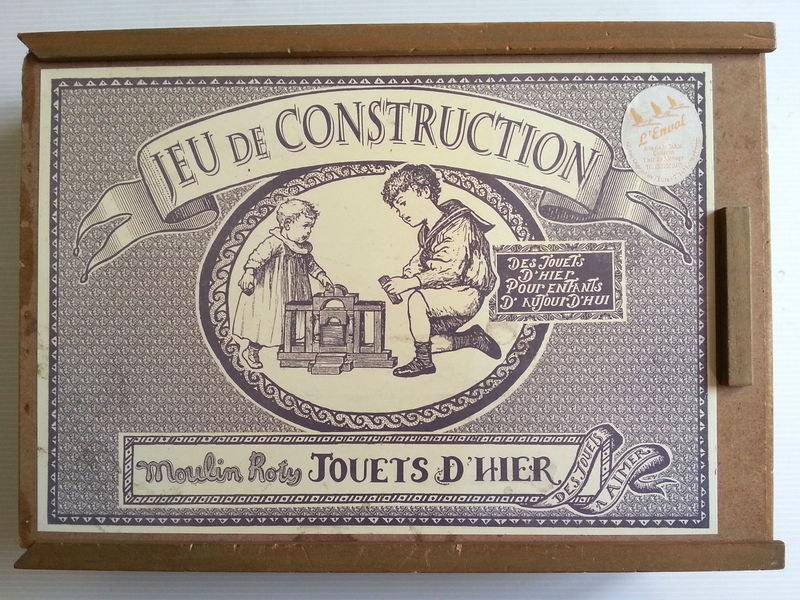 JEU DE CONSTRUCTION
L'Envol
DES JOUETS
D'HIER
POUR ENFANTS
D'AUJOURD'HUI
Moulin Roty JOUETS D'HIER
DES JOUETS
À AIMER